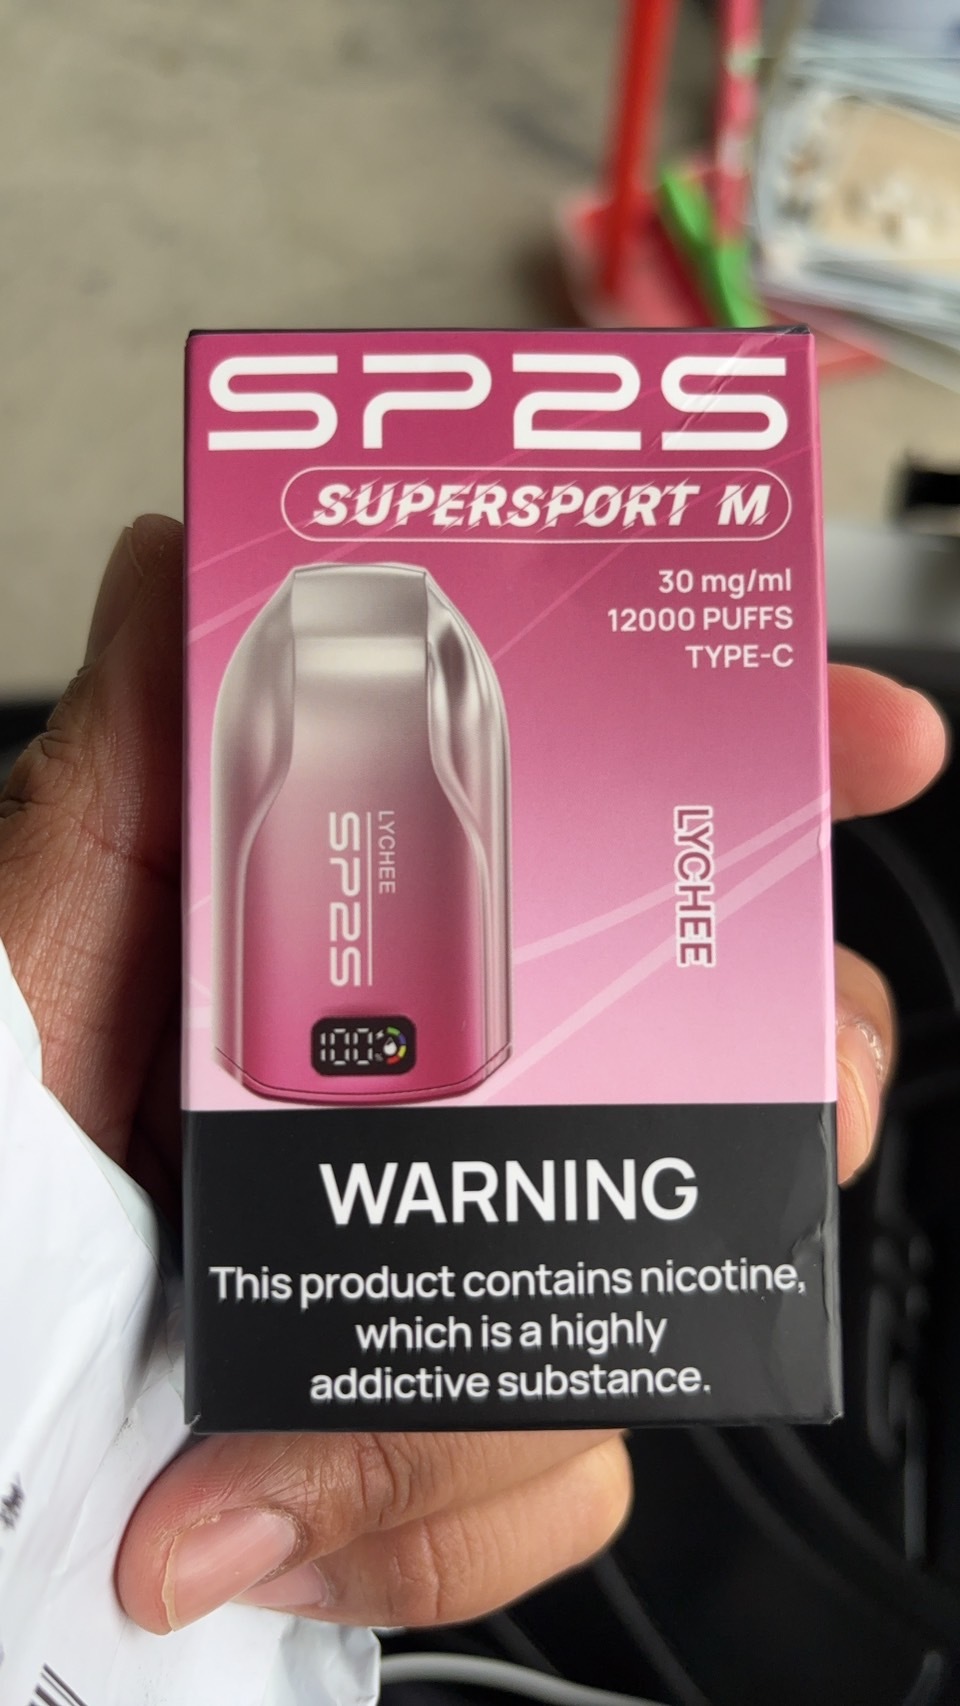 SP2S
SUPERSPORT M
30 mg/ml
12000 PUFFS
TYPE-C
LYCHEE
SP2S
100%
LYCHEE
WARNING
This product contains nicotine,
which is a highly
addictive substance.